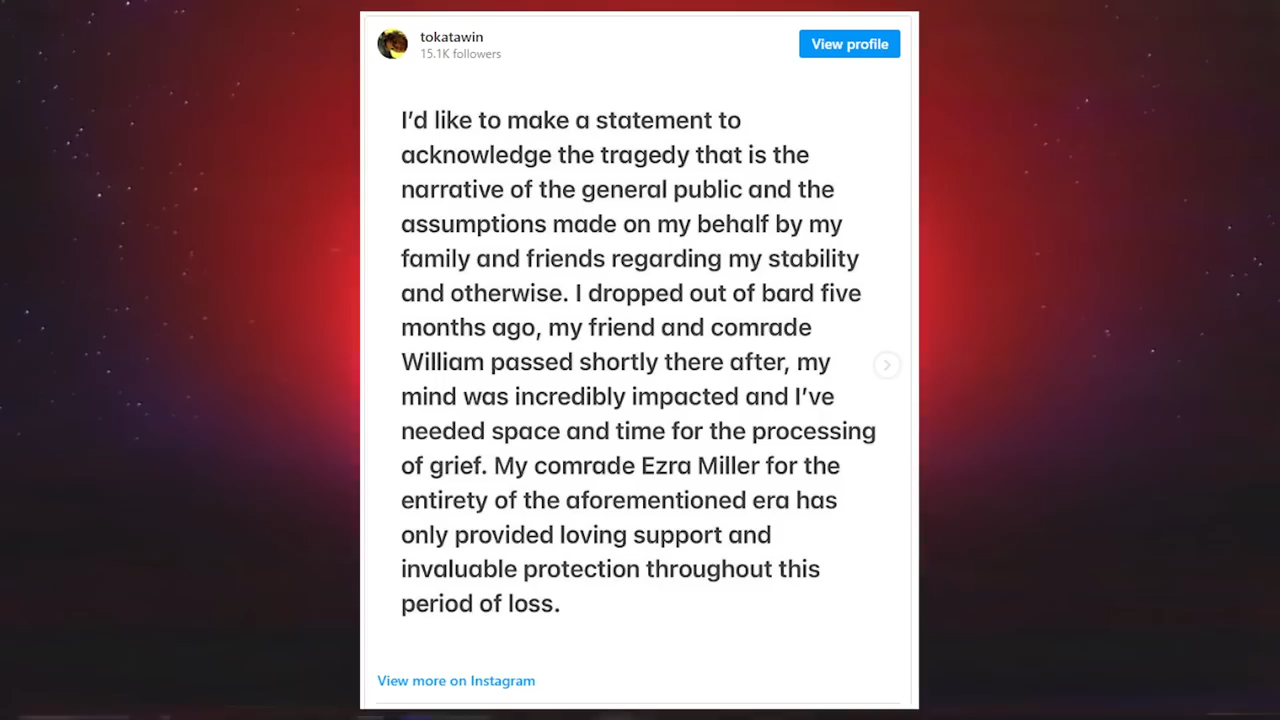 tokatawin
15.1K followers
View profile
I’d like to make a statement to
acknowledge the tragedy that is the
narrative of the general public and the
assumptions made on my behalf by my
family and friends regarding my stability
and otherwise. I dropped out of bard five
months ago, my friend and comrade
William passed shortly there after, my
mind was incredibly impacted and I’ve
needed space and time for the processing
of grief. My comrade Ezra Miller for the
entirety of the aforementioned era has
only provided loving support and
invaluable protection throughout this
period of loss.
View more on Instagram